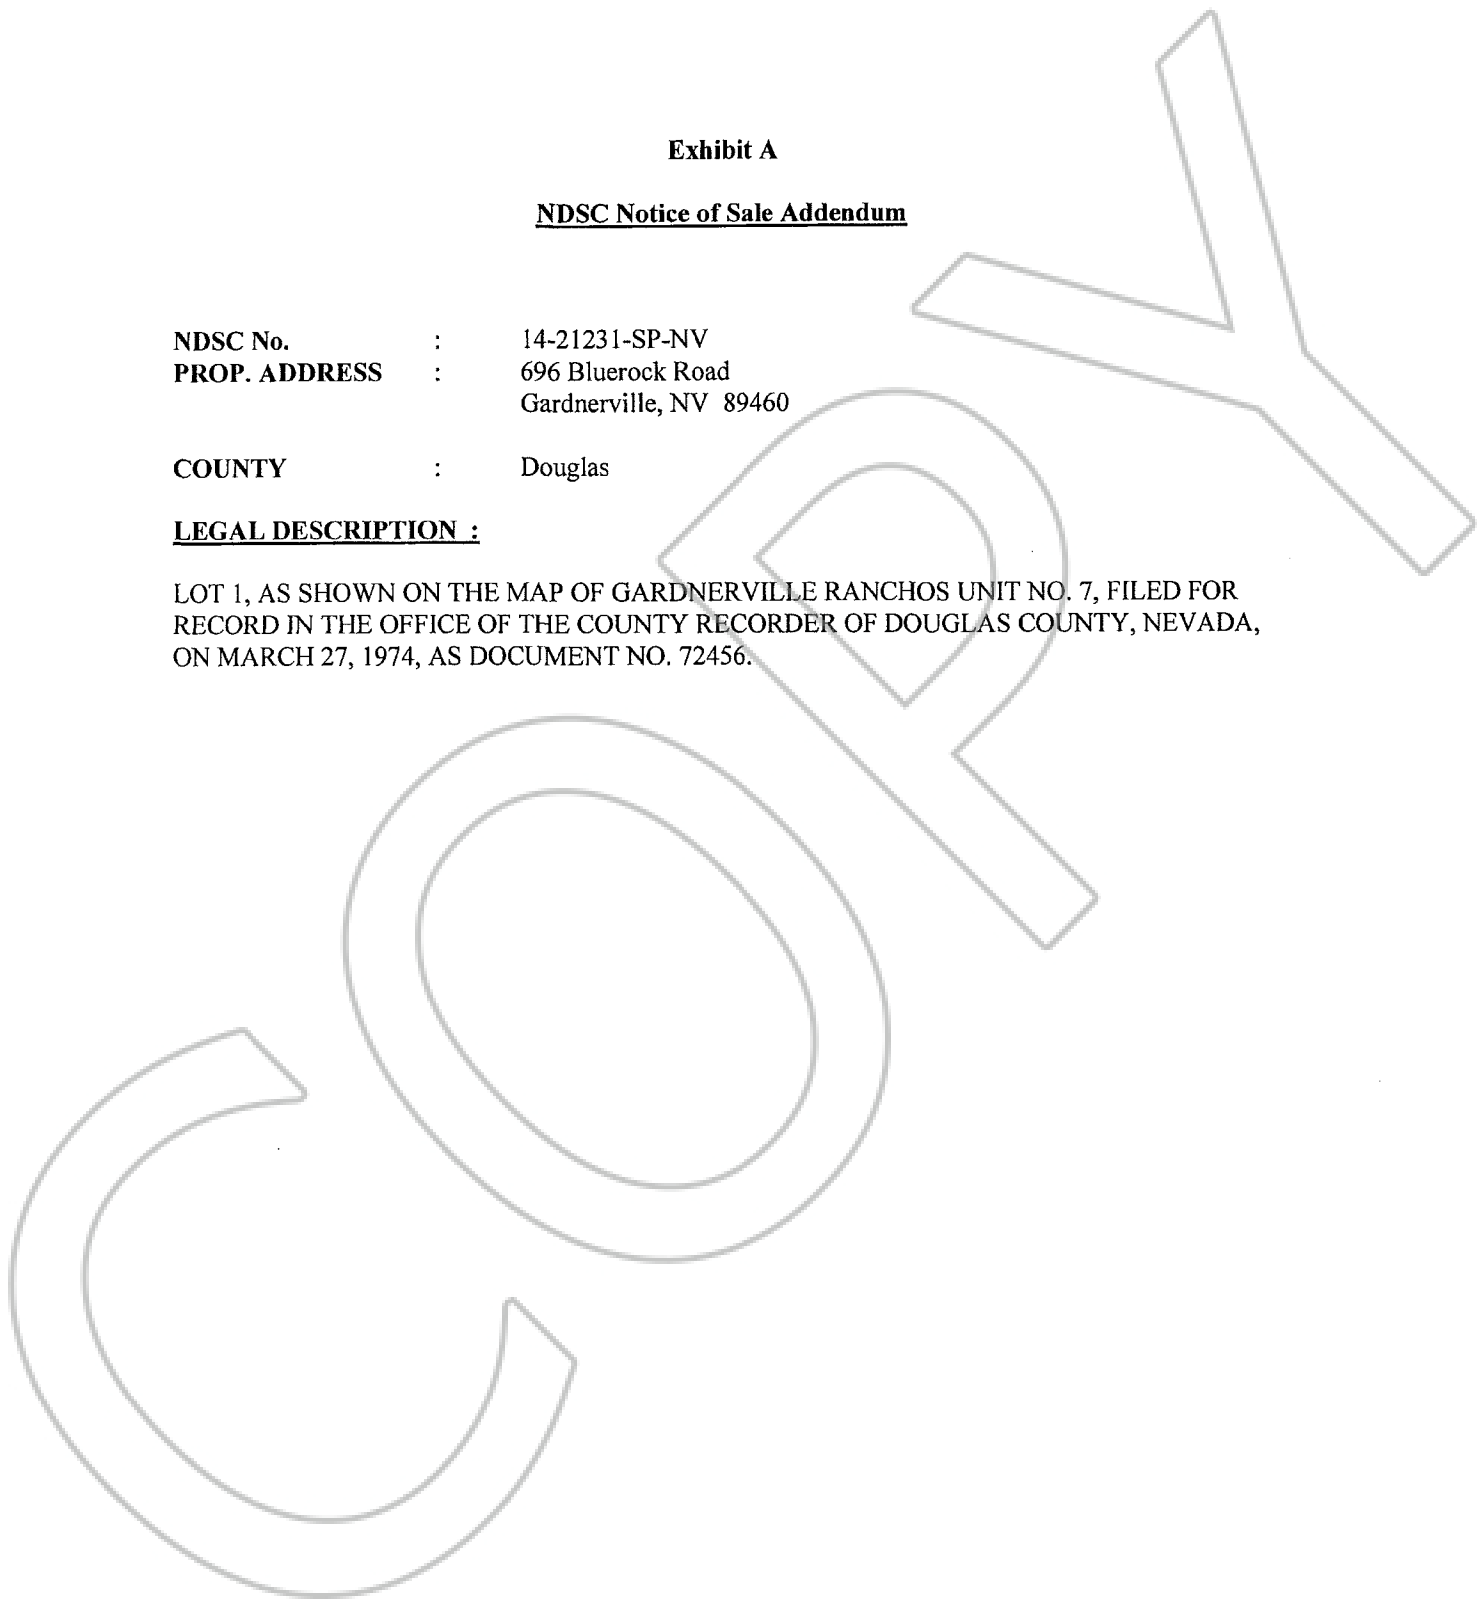 Exhibit A
NDSC Notice of Sale Addendum
NDSC No. : 14-21231-SP-NV
PROP. ADDRESS : 696 Bluerock Road
Gardnerville, NV 89460
COUNTY : Douglas
LEGAL DESCRIPTION :
LOT 1, AS SHOWN ON THE MAP OF GARDNERVILLE RANCHOS UNIT NO. 7, FILED FOR
RECORD IN THE OFFICE OF THE COUNTY RECORDER OF DOUGLAS COUNTY, NEVADA,
ON MARCH 27, 1974, AS DOCUMENT NO. 72456.
COPY